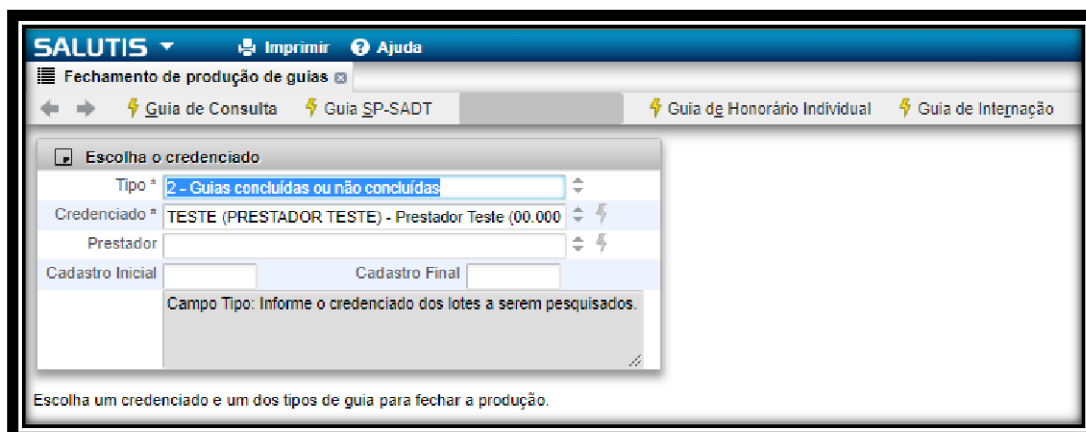 SALUTIS Imprimir Ajuda
Fechamento de produção de guias
Guia de Consulta Guia SP-SADT Guia de Honorário Individual Guia de Internação
Escolha o credenciado
Tipo * 2 - Guias concluídas ou não concluídas
Credenciado * TESTE (PRESTADOR TESTE) - Prestador Teste (00.000
Prestador
Cadastro Inicial Cadastro Final
Campo Tipo: Informe o credenciado dos lotes a serem pesquisados.
Escolha um credenciado e um dos tipos de guia para fechar a produção.